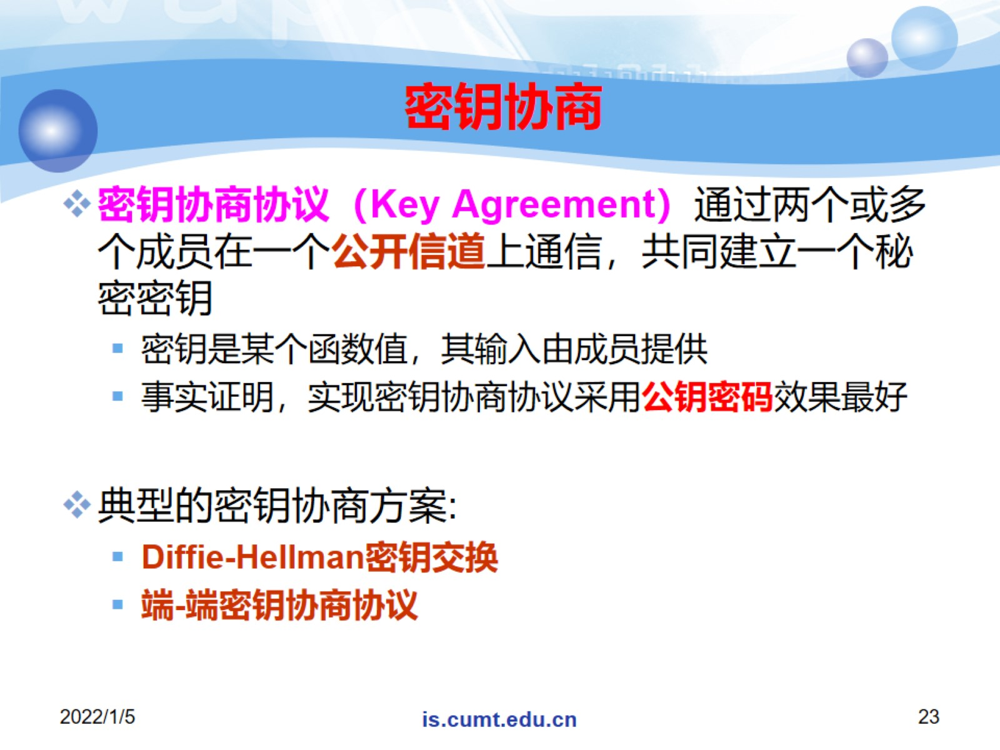 密钥协商
密钥协商协议（Key Agreement）通过两个或多
个成员在一个公开信道上通信，共同建立一个秘
密密钥
密钥是某个函数值，其输入由成员提供
事实证明，实现密钥协商协议采用公钥密码效果最好
典型的密钥协商方案:
Diffie-Hellman密钥交换
端-端密钥协商协议
2022/1/5
is.cumt.edu.cn
23